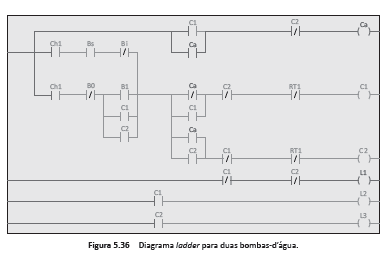 C1 C2 Ca
Ca
Ch1 Bs Bi
Ch1 B0 B1 Ca C2 RT1 C1
C1 C1
C2
Ca
C2 C1 RT1 C2
C1 C2 L1
C1 L2
C2 L3
Figura 5.36 Diagrama ladder para duas bombas-d'água.